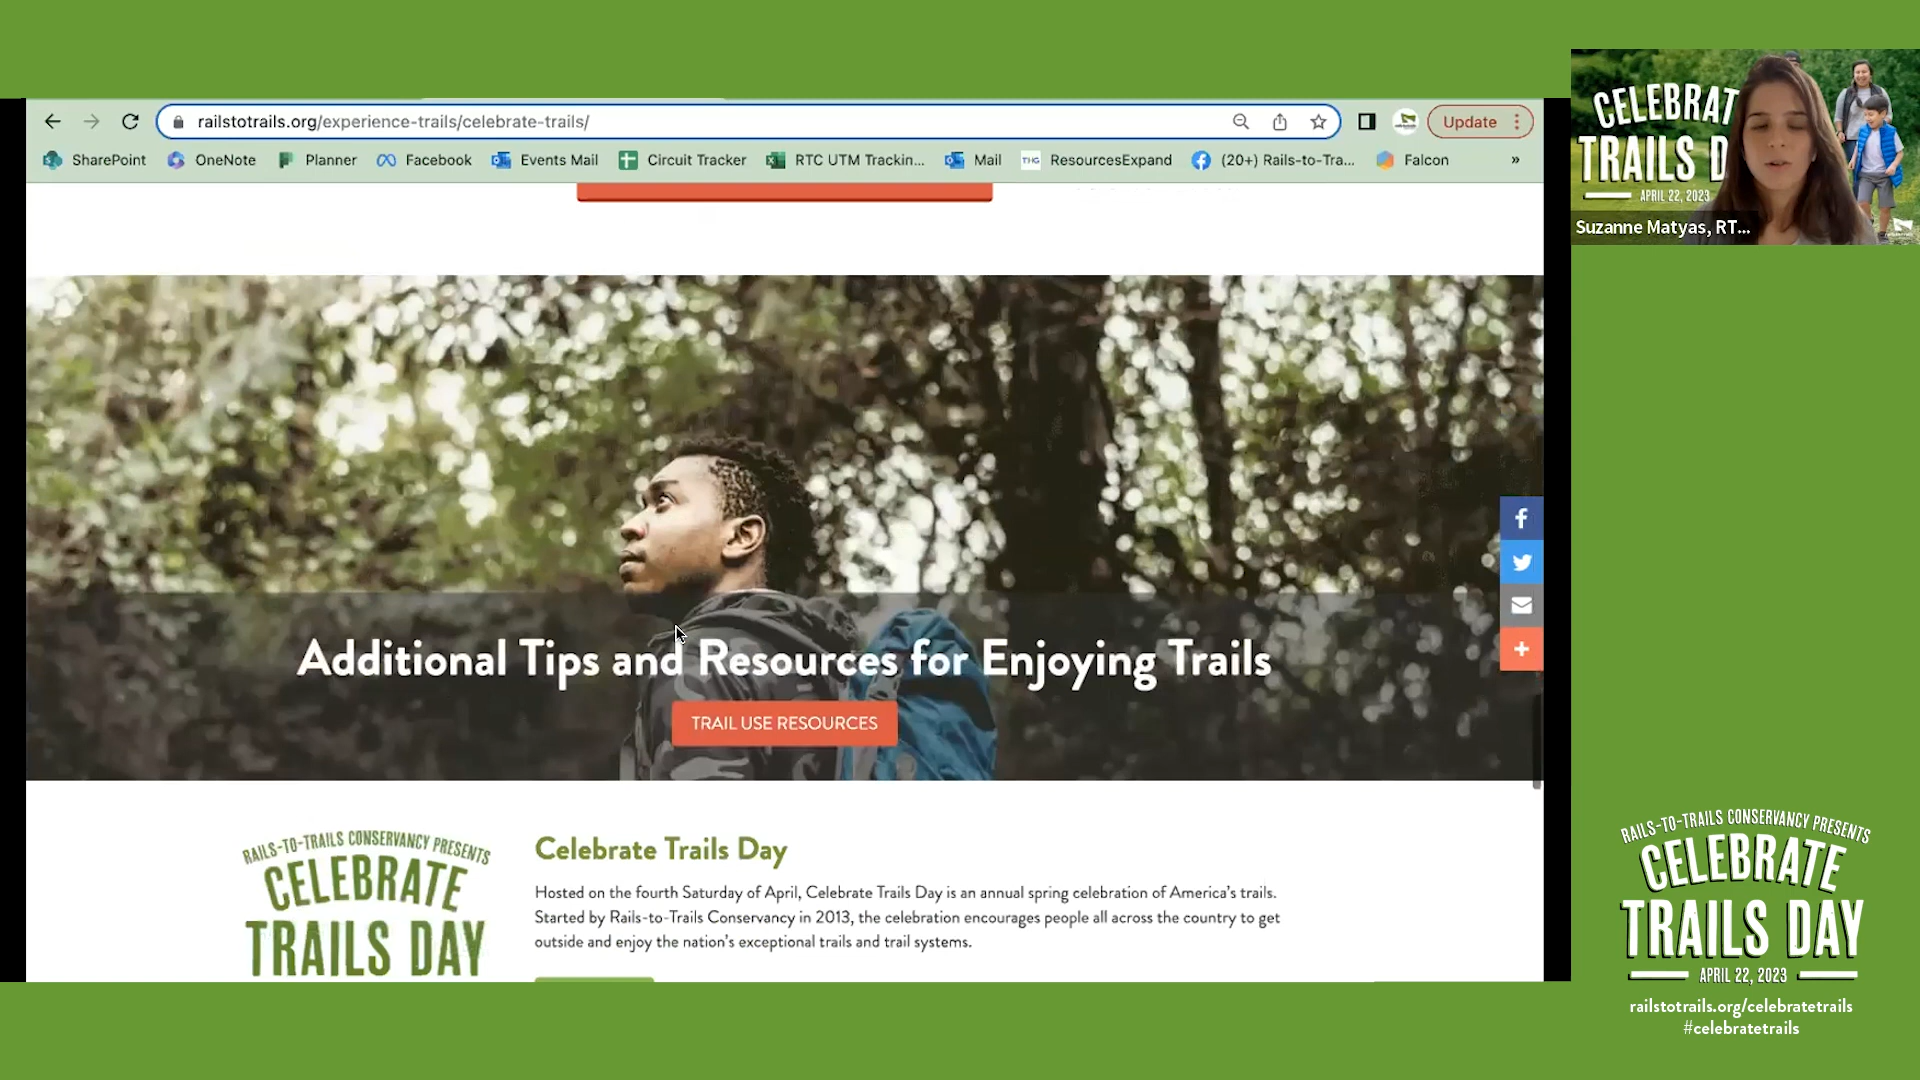 railstotrails.org/experience-trails/celebrate-trails/
Update
SharePoint
OneNote
Planner
Facebook
Events Mail
Circuit Tracker
RTC UTM Trackin...
Mail
THG
ResourcesExpand
(20+) Rails-to-Tra...
Falcon
»
Additional Tips and Resources for Enjoying Trails
TRAIL USE RESOURCES
RAILS-TO-TRAILS CONSERVANCY PRESENTS
CELEBRATE
TRAILS DAY
Celebrate Trails Day
Hosted on the fourth Saturday of April, Celebrate Trails Day is an annual spring celebration of America's trails.
Started by Rails-to-Trails Conservancy in 2013, the celebration encourages people all across the country to get
outside and enjoy the nation's exceptional trails and trail systems.
CELEBRAT
TRAILS D
APRIL 22, 2023
Suzanne Matyas, RT...
RAILS-TO-TRAILS CONSERVANCY PRESENTS
CELEBRATE
TRAILS DAY
APRIL 22, 2023
railstotrails.org/celebratetrails
#celebratetrails